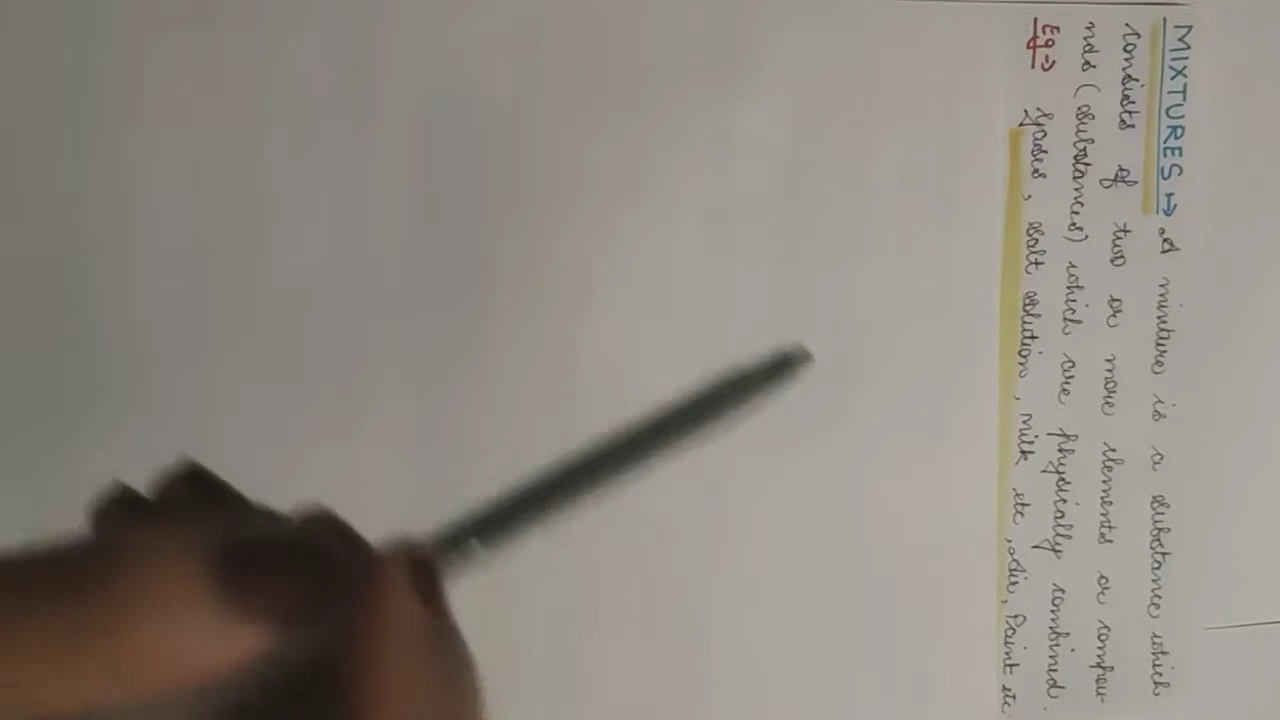 MIXTURES ↦ A mixture is a substance which
consists of two or more elements or compou-
nds (substances) which are physically combined.
Eg→ Gases, salt solution, milk etc, Air, Paint etc